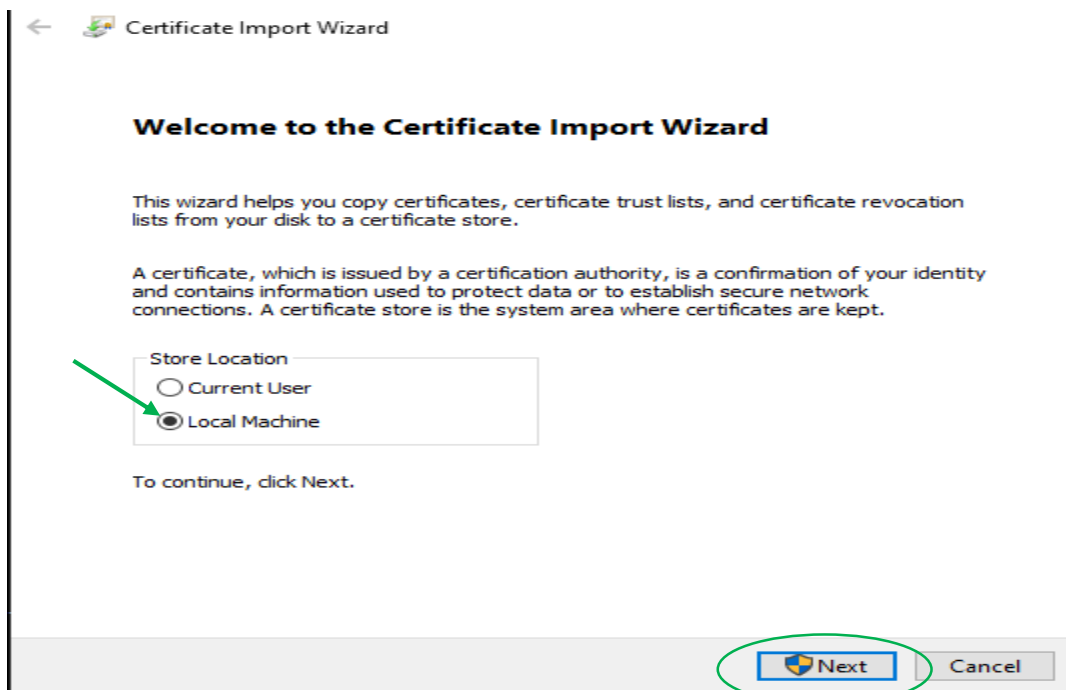 Certificate Import Wizard
Welcome to the Certificate Import Wizard
This wizard helps you copy certificates, certificate trust lists, and certificate revocation
lists from your disk to a certificate store.
A certificate, which is issued by a certification authority, is a confirmation of your identity
and contains information used to protect data or to establish secure network
connections. A certificate store is the system area where certificates are kept.
Store Location
Current User
Local Machine
To continue, click Next.
Next
Cancel